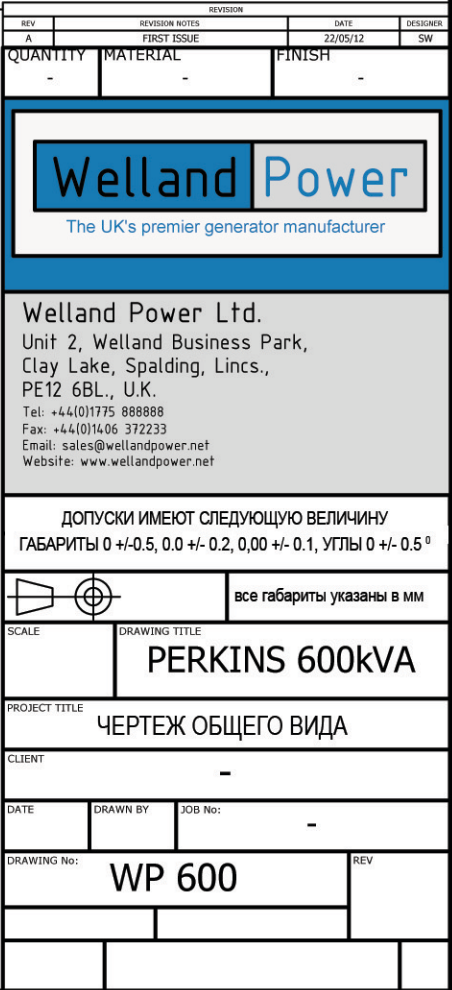 REVISION
REV REVISION NOTES DATE DESIGNER
A FIRST ISSUE 22/05/12 SW
QUANTITY MATERIAL FINISH
- - -
Welland Power
The UK's premier generator manufacturer
Welland Power Ltd.
Unit 2, Welland Business Park,
Clay Lake, Spalding, Lincs.,
PE12 6BL., U.K.
Tel: +44(0)1775 888888
Fax: +44(0)1406 372233
Email: sales@wellandpower.net
Website: www.wellandpower.net
ДОПУСКИ ИМЕЮТ СЛЕДУЮЩУЮ ВЕЛИЧИНУ
ГАБАРИТЫ 0 +/-0.5, 0.0 +/- 0.2, 0,00 +/- 0.1, УГЛЫ 0 +/- 0.5 ⁰
все габариты указаны в мм
SCALE DRAWING TITLE
PERKINS 600kVA
PROJECT TITLE
ЧЕРТЕЖ ОБЩЕГО ВИДА
CLIENT
-
DATE DRAWN BY JOB No:
-
DRAWING No: REV
WP 600